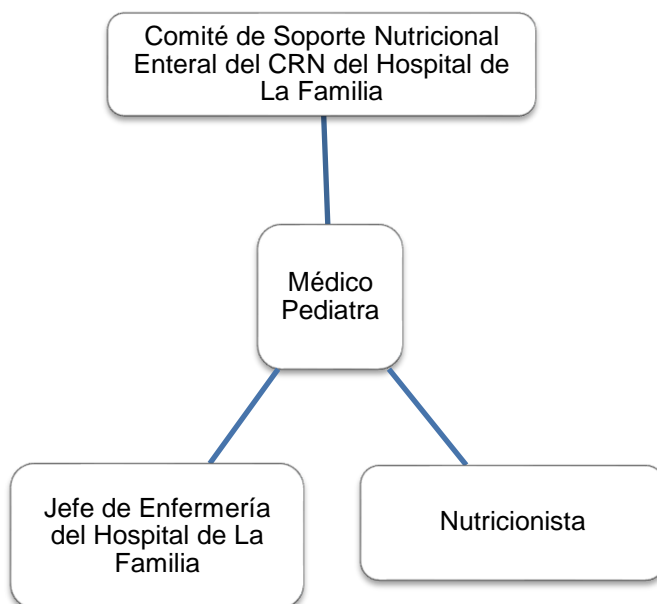 Comité de Soporte Nutricional
Enteral del CRN del Hospital de
La Familia
Médico
Pediatra
Jefe de Enfermería
del Hospital de La
Familia
Nutricionista